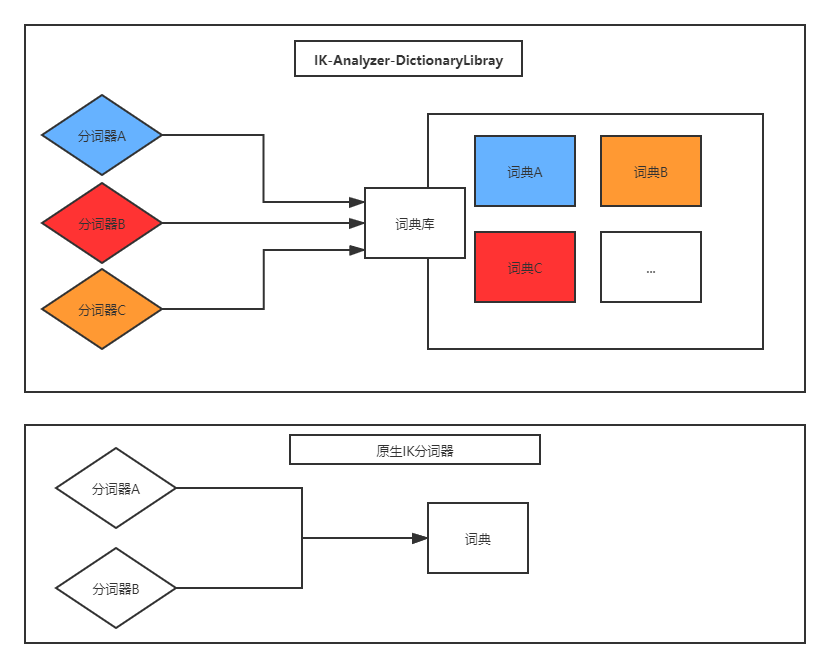 IK-Analyzer-DictionaryLibray
分词器A
词典A
词典B
分词器B
词典库
词典C
...
分词器C
原生IK分词器
分词器A
词典
分词器B